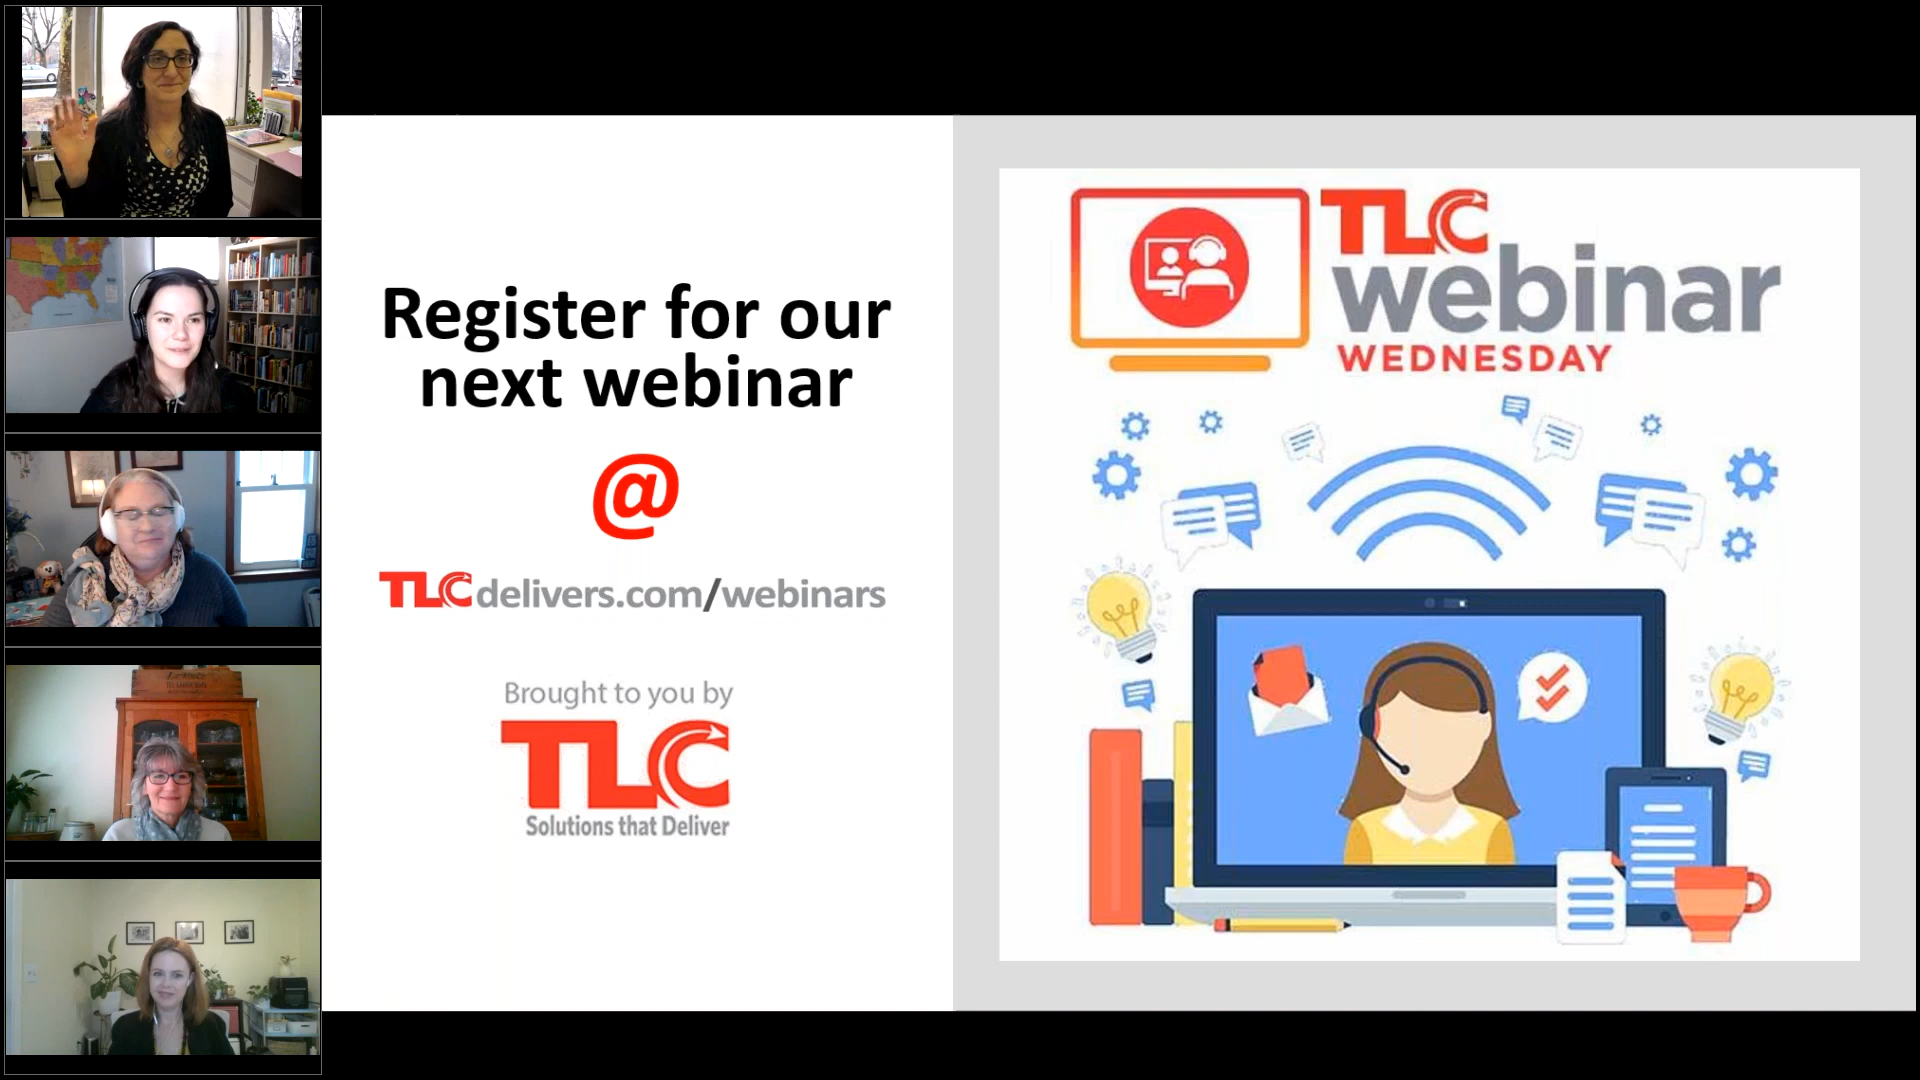 Register for our
next webinar
@
TLCdelivers.com/webinars
Brought to you by
TLC
Solutions that Deliver
TLC
webinar
WEDNESDAY